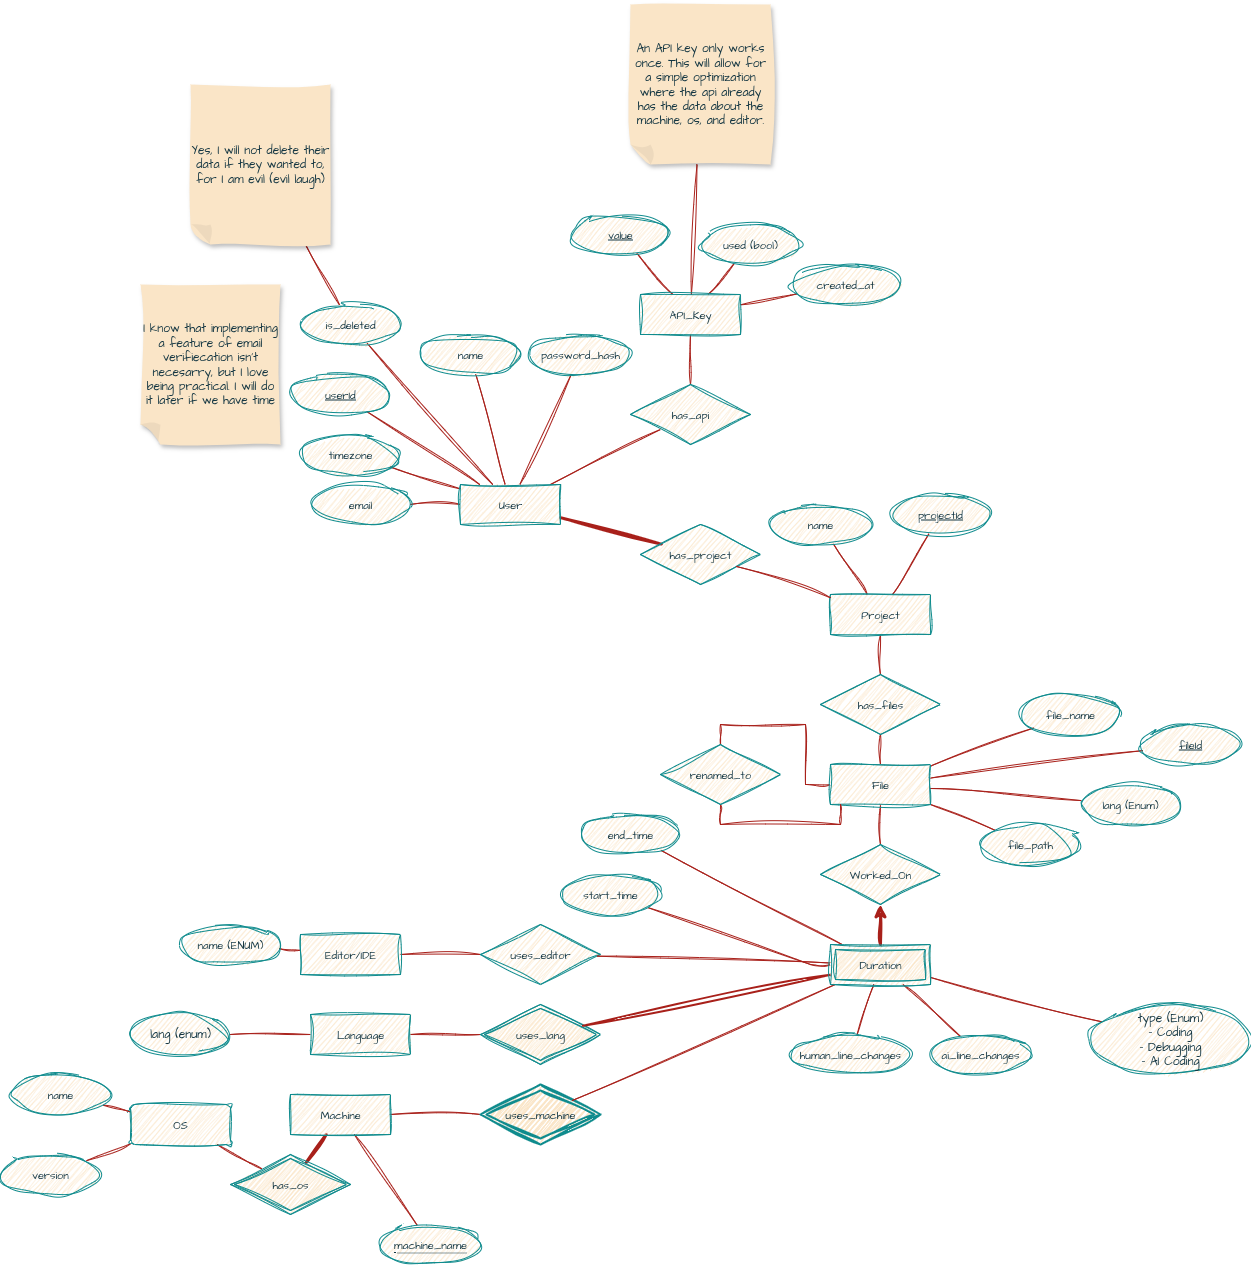 An API key only works
once. This will allow for
a simple optimization
where the api already
has the data about the
machine, os, and editor.
Yes, I will not delete their
data if they wanted to,
for I am evil (evil laugh)
value
used (bool)
created_at
API_Key
I know that implementing
a feature of email
verifiecation isn't
necesarry, but I love
being practical. I will do
it later if we have time
is_deleted
name
password_hash
userId
has_api
timezone
email
User
name
projectId
has_project
Project
has_files
file_name
fileId
renamed_to
File
lang (Enum)
file_path
end_time
Worked_On
start_time
name (ENUM)
Editor/IDE
uses_editor
Duration
lang (enum)
Language
uses_lang
human_line_changes
ai_line_changes
type (Enum)
- Coding
- Debugging
- AI Coding
name
OS
Machine
uses_machine
version
has_os
machine_name